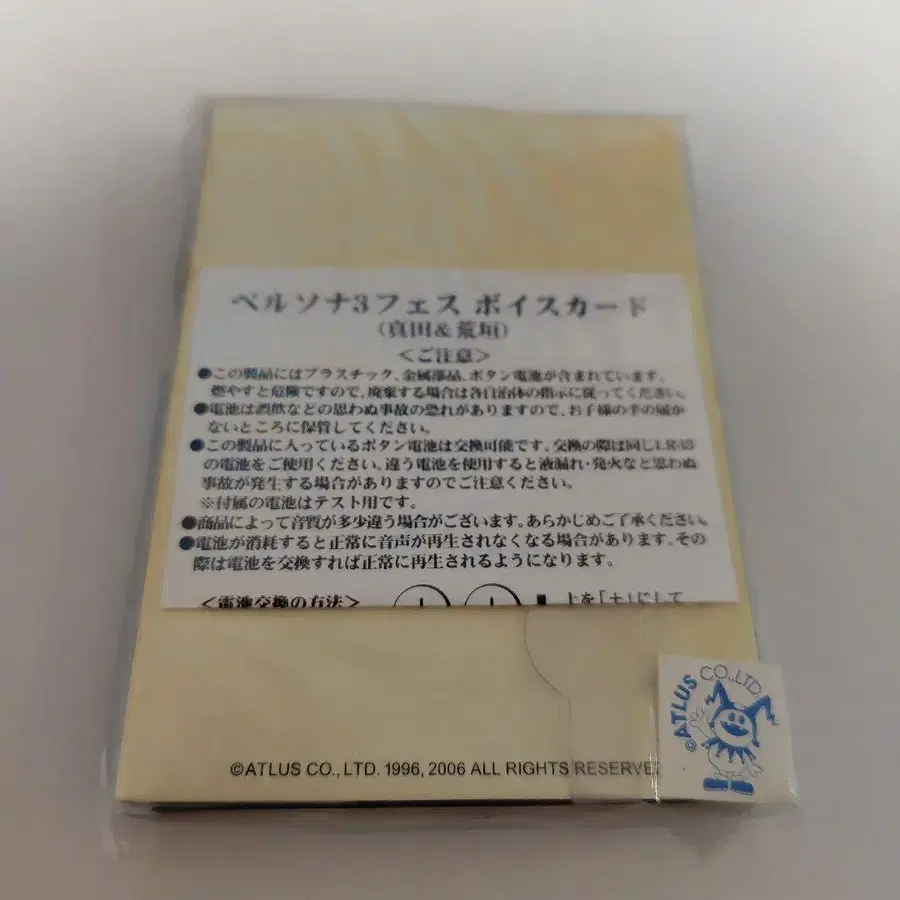 ペルソナ3フェス ボイスカード
(真田&荒垣)
<ご注意>
●この製品にはプラスチック、金属部品、ボタン電池が含まれています。
燃やすと危険ですので、廃棄する場合は各自治体の指示に従ってください。
●電池は誤飲などの思わぬ事故の恐れがありますので、お子様の手の届か
ないところに保管してください。
●この製品に入っているボタン電池は交換可能です。交換の際は同じ
の電池をご使用ください。違う電池を使用すると液漏れ・発火など思わぬ
事故が発生する場合がありますのでご注意ください。
※付属の電池はテスト用です。
●商品によって音質が多少違う場合がございます。あらかじめご了承ください。
●電池が消耗すると正常に音声が再生されなくなる場合があります。その
際は電池を交換すれば正常に再生されるようになります。
<電池交換の方法>
上を[+]にして
©ATLUS CO.,LTD
©ATLUS CO., LTD. 1996, 2006 ALL RIGHTS RESERVE